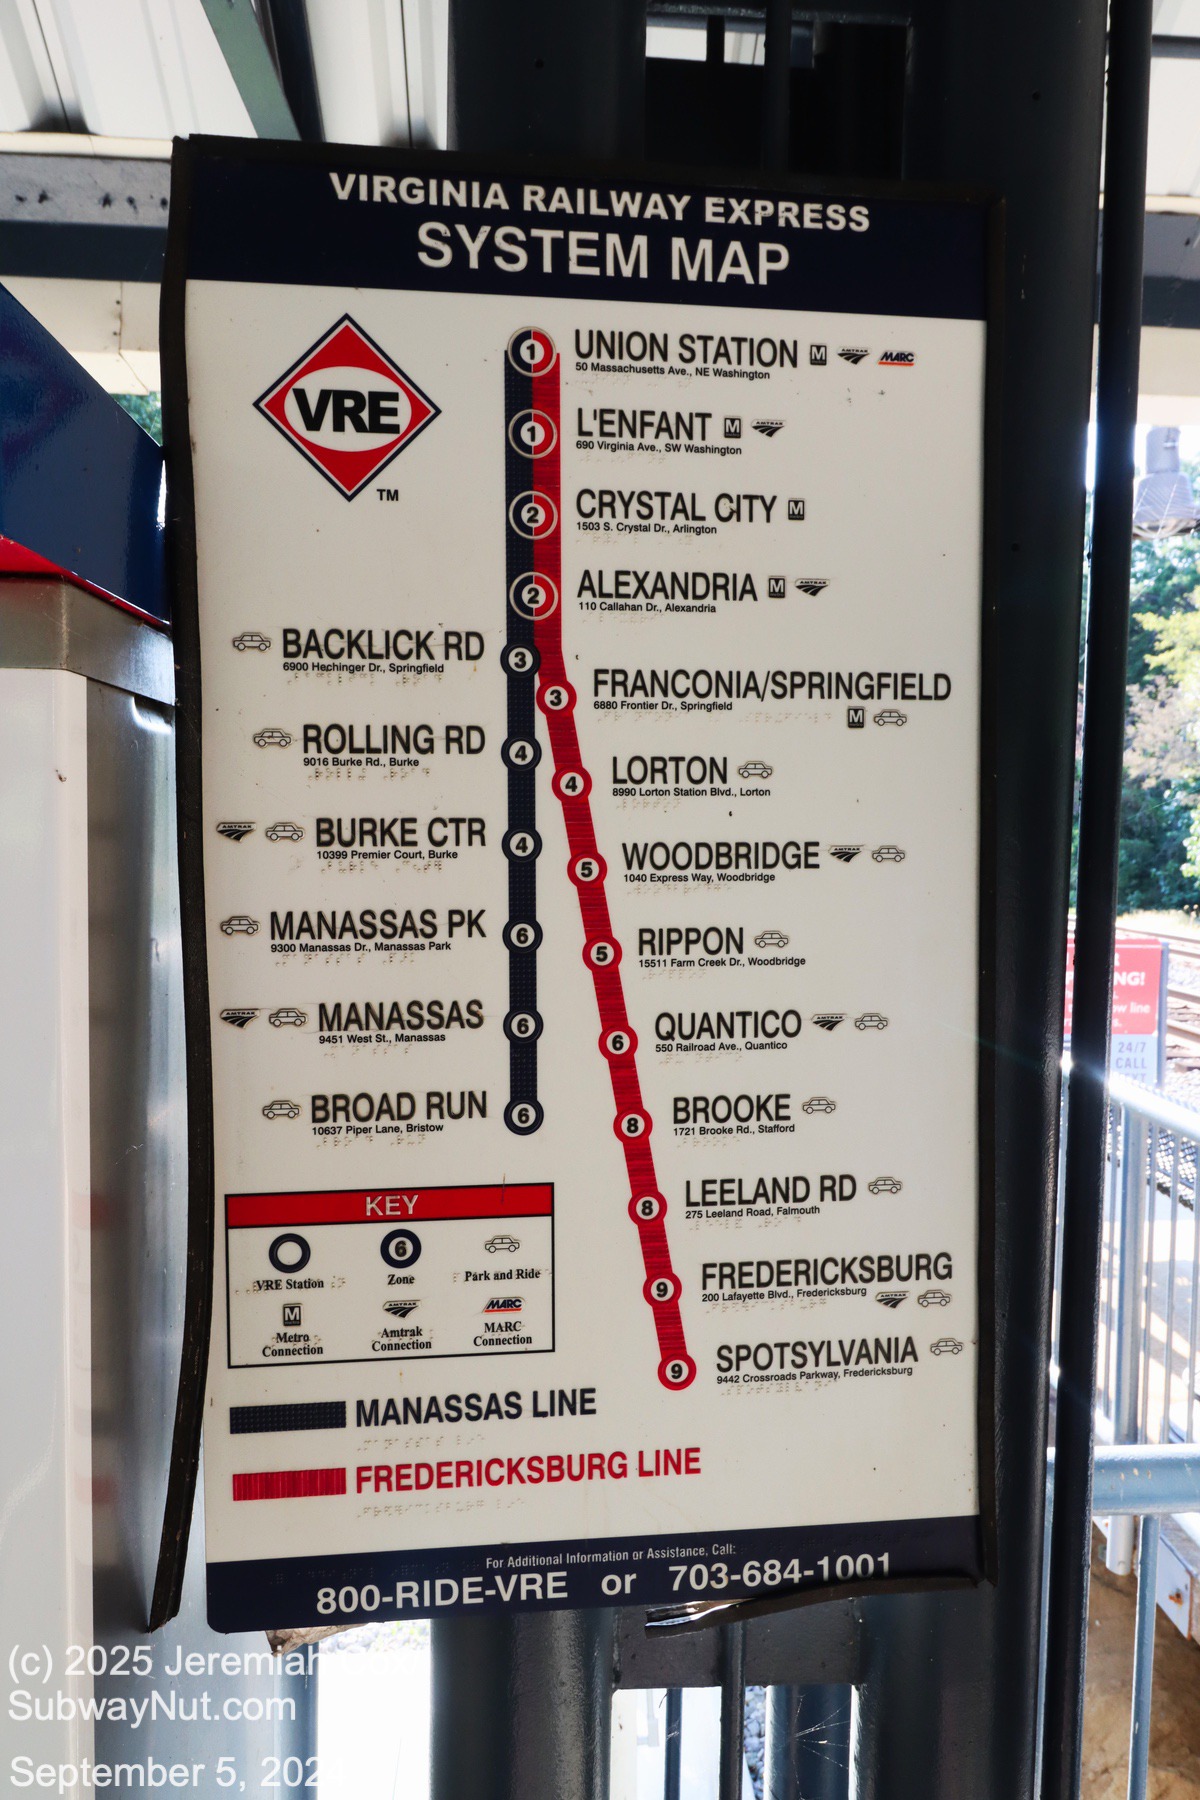 VIRGINIA RAILWAY EXPRESS
SYSTEM MAP
VRE
TM
1 UNION STATION M AMTRAK MARC
50 Massachusetts Ave., NE Washington
1 L'ENFANT M AMTRAK
690 Virginia Ave., SW Washington
2 CRYSTAL CITY M
1503 S. Crystal Dr., Arlington
2 ALEXANDRIA M AMTRAK
110 Callahan Dr., Alexandria
BACKLICK RD 3
6900 Hechinger Dr., Springfield
ROLLING RD 4
9016 Burke Rd., Burke
AMTRAK BURKE CTR 4
10399 Premier Court, Burke
MANASSAS PK 6
9300 Manassas Dr., Manassas Park
AMTRAK MANASSAS 6
9451 West St., Manassas
BROAD RUN 6
10637 Piper Lane, Bristow
3 FRANCONIA/SPRINGFIELD
6880 Frontier Dr., Springfield
M
4 LORTON
8990 Lorton Station Blvd., Lorton
5 WOODBRIDGE AMTRAK
1040 Express Way, Woodbridge
5 RIPPON
15511 Farm Creek Dr., Woodbridge
6 QUANTICO AMTRAK
550 Railroad Ave., Quantico
8 BROOKE
1721 Brooke Rd., Stafford
8 LEELAND RD
275 Leeland Road, Falmouth
9 FREDERICKSBURG
200 Lafayette Blvd., Fredericksburg AMTRAK
9 SPOTSYLVANIA
9442 Crossroads Parkway, Fredericksburg
KEY
6
VRE Station Zone Park and Ride
M AMTRAK MARC
Metro Connection
Amtrak Connection
MARC Connection
MANASSAS LINE
FREDERICKSBURG LINE
For Additional Information or Assistance, Call:
800-RIDE-VRE or 703-684-1001
NG!
line
24/7
CALL
(c) 2025 Jeremiah
SubwayNut.com
September 5, 2024